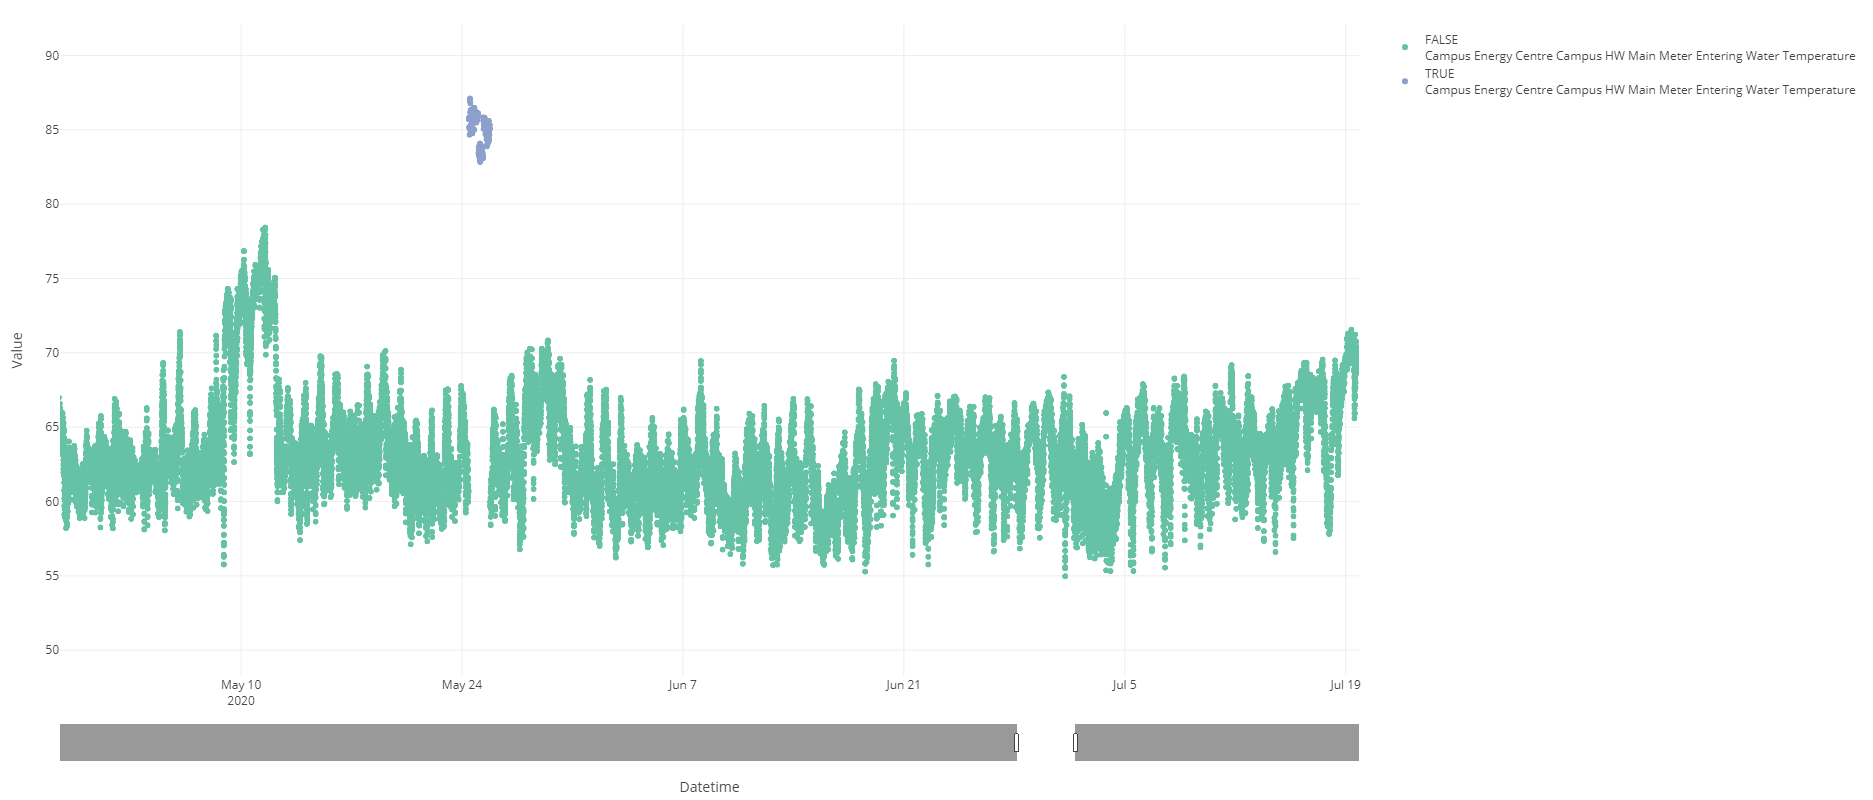 FALSE
Campus Energy Centre Campus HW Main Meter Entering Water Temperature
TRUE
Campus Energy Centre Campus HW Main Meter Entering Water Temperature
90
85
80
75
70
65
60
55
50
Value
May 10 May 24 Jun 7 Jun 21 Jul 5 Jul 19
2020
Datetime